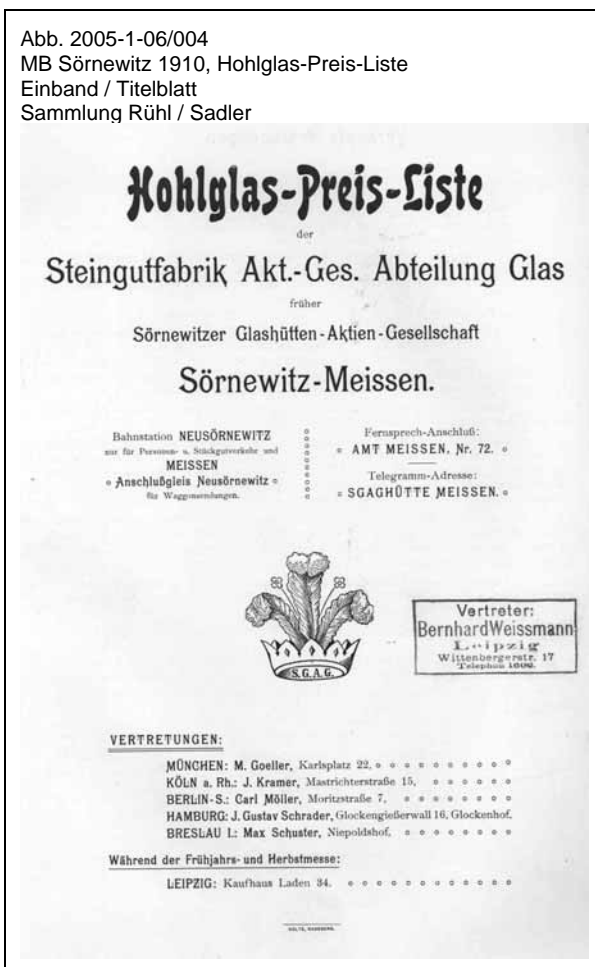 Abb. 2005-1-06/004
MB Sörnewitz 1910, Hohlglas-Preis-Liste
Einband / Titelblatt
Sammlung Rühl / Sadler
Hohlglas-Preis-Liste
der
Steingutfabrik Akt.-Ges. Abteilung Glas
früher
Sörnewitzer Glashütten-Aktien-Gesellschaft
Sörnewitz-Meissen.
Bahnstation NEUSÖRNEWITZ
nur für Personen- u. Stückgutverkehr und
MEISSEN
Anschlußgleis Neusörnewitz
für Waggonsendungen.
Fernsprech-Anschluß:
AMT MEISSEN, Nr. 72.
Telegramm-Adresse:
SGAGHÜTTE MEISSEN.
S.G.A.G.
Vertreter:
Bernhard Weissmann
Leipzig
Wittenbergerstr. 17
Telephon
VERTRETUNGEN:
MÜNCHEN: M. Goeller, Karlsplatz 22.
KÖLN a. Rh.: J. Kramer, Mastrichterstraße 15.
BERLIN-S.: Carl Möller, Moritzstraße 7.
HAMBURG: J. Gustav Schrader, Glockengießerwall 16, Glockenhof.
BRESLAU I.: Max Schuster, Niepoldshof.
Während der Frühjahrs- und Herbstmesse:
LEIPZIG: Kaufhaus Laden 34.